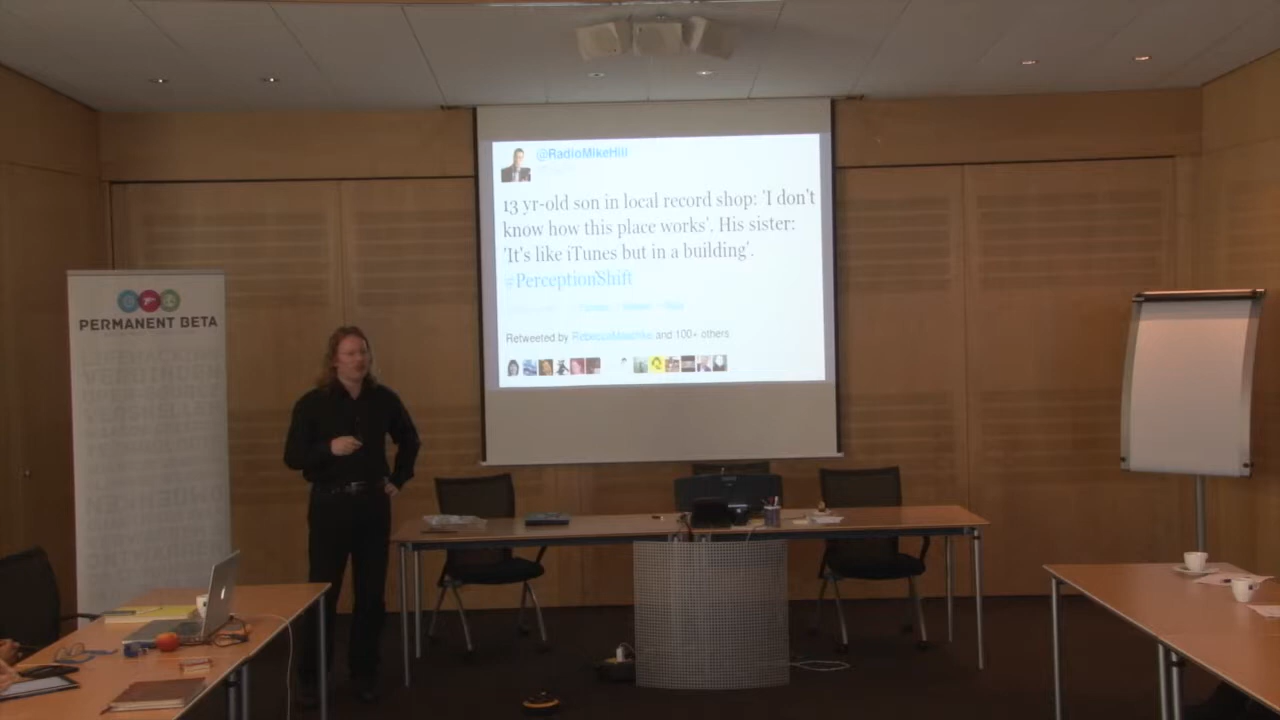 @RadioMikeHill
13 yr-old son in local record shop: 'I don't
know how this place works'. His sister:
'It's like iTunes but in a building'.
#PerceptionShift
Retweeted by and 100+ others
PERMANENT BETA
LIFEHACKING